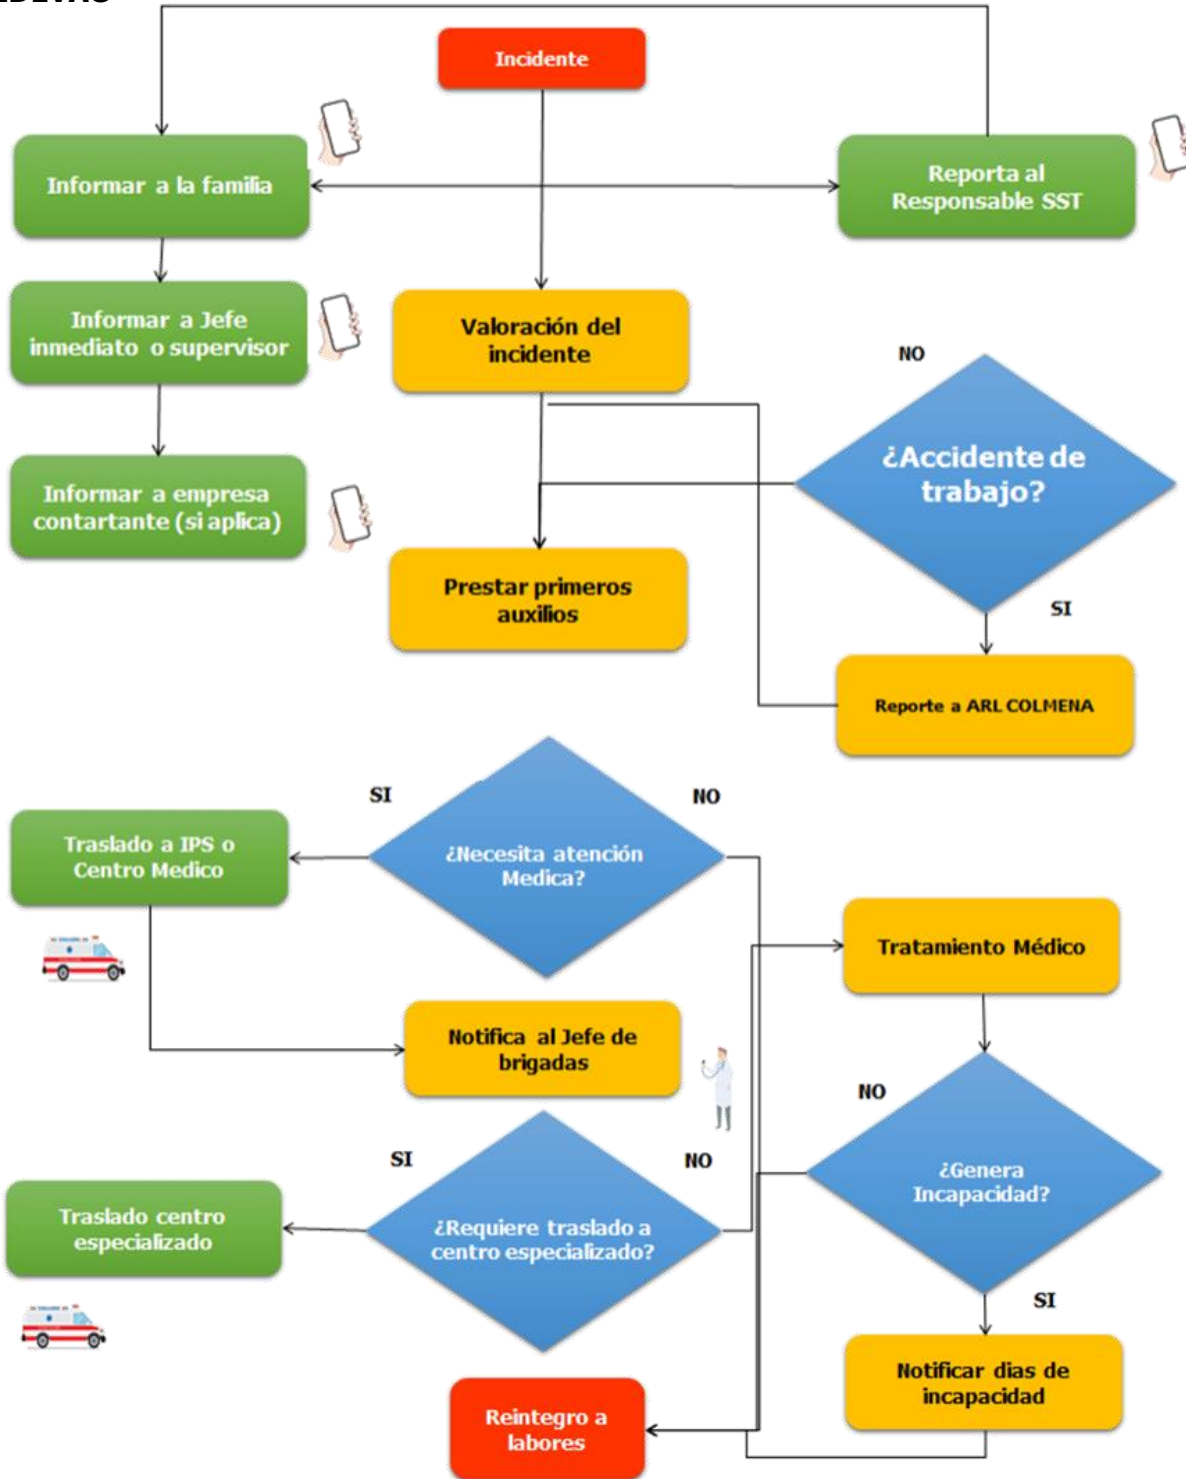 MEDEVAC
Incidente
Informar a la familia
Reporta al
Responsable SST
Informar a Jefe
inmediato o supervisor
Valoración del
incidente
NO
¿Accidente de
trabajo?
Informar a empresa
contartante (si aplica)
Prestar primeros
auxilios
SI
Reporte a ARL COLMENA
SI
NO
Traslado a IPS o
Centro Medico
¿Necesita atención
Medica?
Tratamiento Médico
Notifica al Jefe de
brigadas
NO
SI
NO
¿Genera
Incapacidad?
Traslado centro
especializado
¿Requiere traslado a
centro especializado?
SI
Notificar dias de
incapacidad
Reintegro a
labores